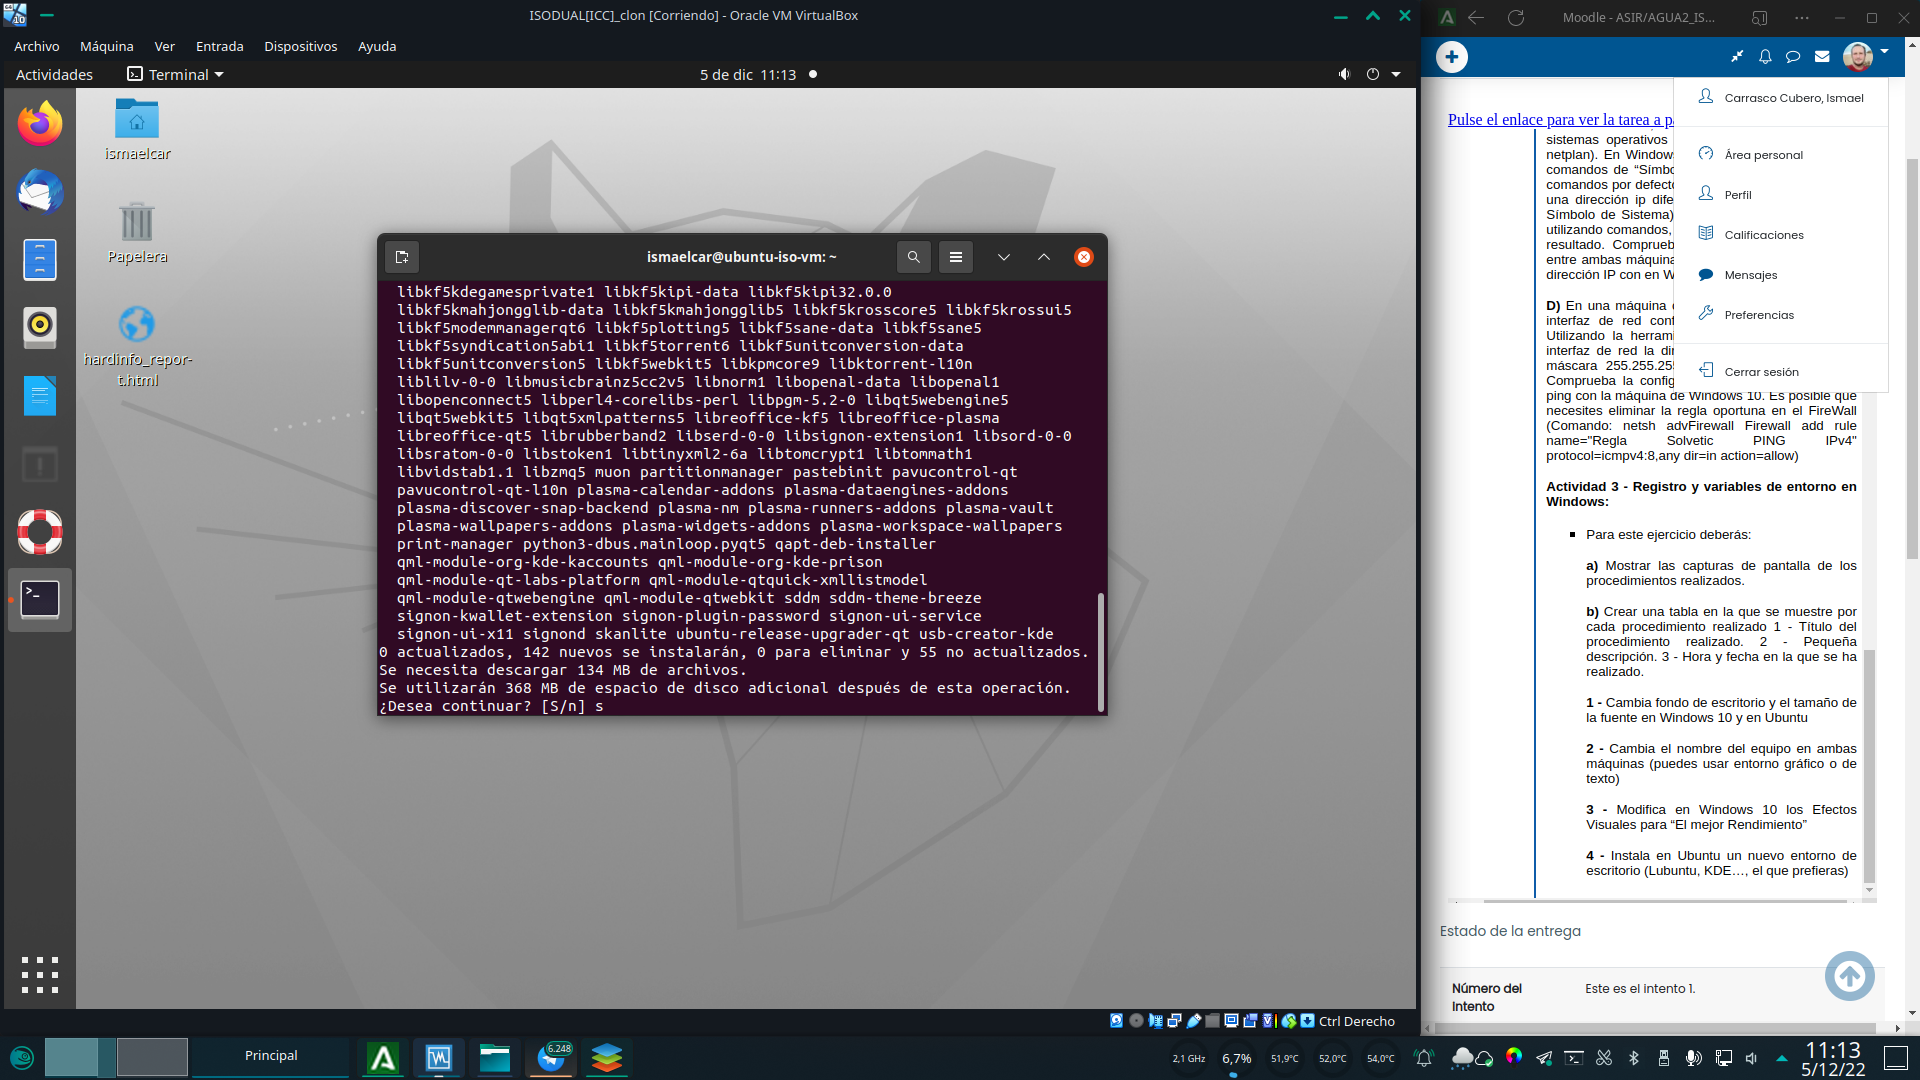 ISODUAL[ICC]_clon [Corriendo] - Oracle VM VirtualBox
Archivo Máquina Ver Entrada Dispositivos Ayuda
Actividades Terminal 5 de dic 11:13
ismaelcar
Papelera
hardinfo_repor-
t.html
ismaelcar@ubuntu-iso-vm: ~
libkf5kdegamesprivate1 libkf5kipi-data libkf5kipi32.0.0
libkf5kmahjongglib-data libkf5kmahjongglib5 libkf5krosscore5 libkf5krossui5
libkf5modemmanagerqt6 libkf5plotting5 libkf5sane-data libkf5sane5
libkf5syndication5abi1 libkf5torrent6 libkf5unitconversion-data
libkf5unitconversion5 libkf5webkit5 libkpmcore9 libktorrent-l10n
liblilv-0-0 libmusicbrainz5cc2v5 libnorm1 libopenal-data libopenal1
libopenconnect5 libperl4-corelibs-perl libpgm-5.2-0 libqt5webengine5
libqt5webkit5 libqt5xmlpatterns5 libreoffice-kf5 libreoffice-plasma
libreoffice-qt5 librubberband2 libserd-0-0 libsignon-extension1 libsord-0-0
libsratom-0-0 libstoken1 libtinyxml2-6a libtomcrypt1 libtommath1
libvidstab1.1 libzmq5 muon partitionmanager pastebinit pavucontrol-qt
pavucontrol-qt-l10n plasma-calendar-addons plasma-dataengines-addons
plasma-discover-snap-backend plasma-nm plasma-runners-addons plasma-vault
plasma-wallpapers-addons plasma-widgets-addons plasma-workspace-wallpapers
print-manager python3-dbus.mainloop.pyqt5 qapt-deb-installer
qml-module-org-kde-kaccounts qml-module-org-kde-prison
qml-module-qt-labs-platform qml-module-qtquick-xmllistmodel
qml-module-qtwebengine qml-module-qtwebkit sddm sddm-theme-breeze
signon-kwallet-extension signon-plugin-password signon-ui-service
signon-ui-x11 signond skanlite ubuntu-release-upgrader-qt usb-creator-kde
0 actualizados, 142 nuevos se instalarán, 0 para eliminar y 55 no actualizados.
Se necesita descargar 134 MB de archivos.
Se utilizarán 368 MB de espacio de disco adicional después de esta operación.
¿Desea continuar? [S/n] s
Ctrl Derecho
Moodle - ASIR/AGUA2_IS...
Carrasco Cubero, Ismael
Área personal
Perfil
Calificaciones
Mensajes
Preferencias
Cerrar sesión
Pulse el enlace para ver la tarea a
sistemas operativos
netplan). En
comandos de
comandos por
una dirección ip
Símbolo de Sistema)
utilizando comandos,
resultado.
entre ambas
dirección IP con en
D) En una máquina
interfaz de red
Utilizando la
interfaz de red la
máscara
Comprueba la
ping con la máquina de Windows 10. Es posible que
necesites eliminar la regla oportuna en el FireWall
(Comando: netsh advFirewall Firewall add rule
name="Regla Solvetic PING IPv4"
protocol=icmpv4:8,any dir=in action=allow)
Actividad 3 - Registro y variables de entorno en
Windows:
Para este ejercicio deberás:
a) Mostrar las capturas de pantalla de los
procedimientos realizados.
b) Crear una tabla en la que se muestre por
cada procedimiento realizado 1 - Título del
procedimiento realizado. 2 - Pequeña
descripción. 3 - Hora y fecha en la que se ha
realizado.
1 - Cambia fondo de escritorio y el tamaño de
la fuente en Windows 10 y en Ubuntu
2 - Cambia el nombre del equipo en ambas
máquinas (puedes usar entorno gráfico o de
texto)
3 - Modifica en Windows 10 los Efectos
Visuales para “El mejor Rendimiento”
4 - Instala en Ubuntu un nuevo entorno de
escritorio (Lubuntu, KDE…, el que prefieras)
Estado de la entrega
Número del
Intento
Este es el intento 1.
Principal
6.248
2,1 GHz 6,7% 51,9°C 52,0°C 54,0°C
11:13
5/12/22